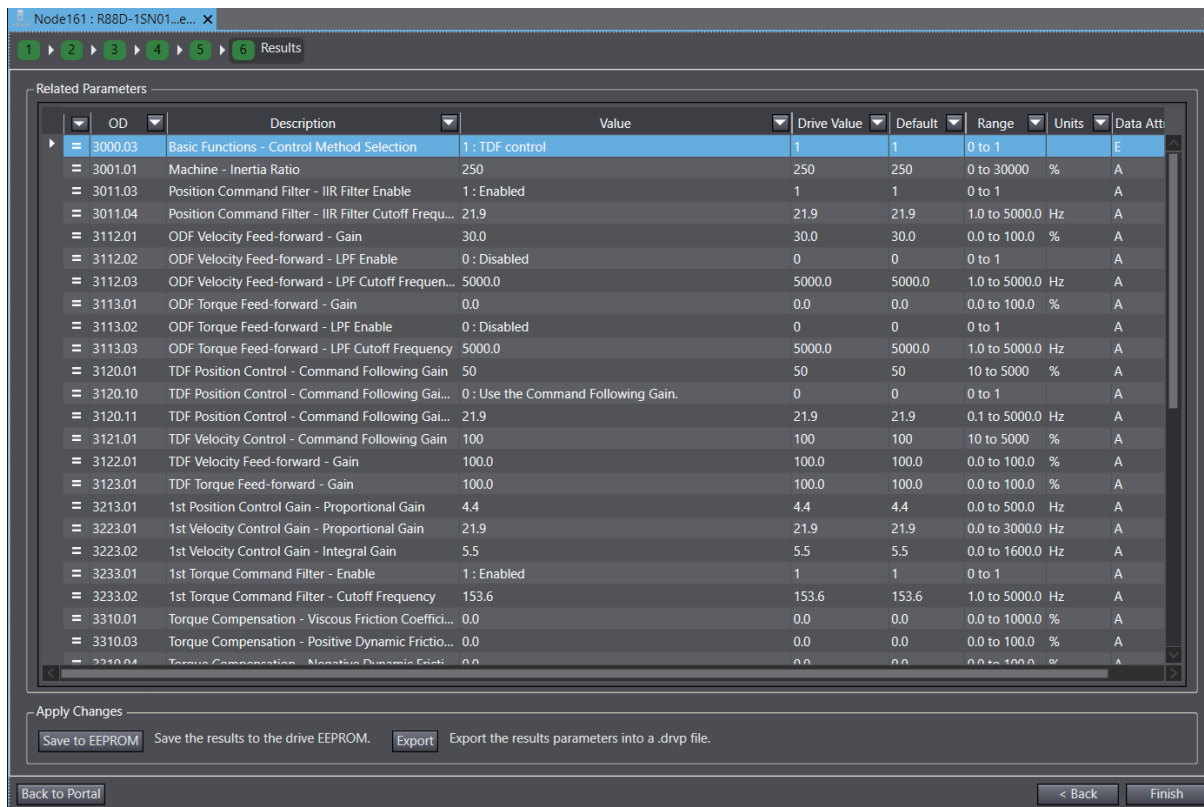 Node161 : R88D-1SN01...e... X
1 2 3 4 5 6 Results
Related Parameters
OD Description Value Drive Value Default Range Units Data Attri
= 3000.03 Basic Functions - Control Method Selection 1 : TDF control 1 1 0 to 1 E
= 3001.01 Machine - Inertia Ratio 250 250 250 0 to 30000 % A
= 3011.03 Position Command Filter - IIR Filter Enable 1 : Enabled 1 1 0 to 1 A
= 3011.04 Position Command Filter - IIR Filter Cutoff Frequ... 21.9 21.9 21.9 1.0 to 5000.0 Hz A
= 3112.01 ODF Velocity Feed-forward - Gain 30.0 30.0 30.0 0.0 to 100.0 % A
= 3112.02 ODF Velocity Feed-forward - LPF Enable 0 : Disabled 0 0 0 to 1 A
= 3112.03 ODF Velocity Feed-forward - LPF Cutoff Frequen... 5000.0 5000.0 5000.0 1.0 to 5000.0 Hz A
= 3113.01 ODF Torque Feed-forward - Gain 0.0 0.0 0.0 0.0 to 100.0 % A
= 3113.02 ODF Torque Feed-forward - LPF Enable 0 : Disabled 0 0 0 to 1 A
= 3113.03 ODF Torque Feed-forward - LPF Cutoff Frequency 5000.0 5000.0 5000.0 1.0 to 5000.0 Hz A
= 3120.01 TDF Position Control - Command Following Gain 50 50 50 10 to 5000 % A
= 3120.10 TDF Position Control - Command Following Gai... 0 : Use the Command Following Gain. 0 0 0 to 1 A
= 3120.11 TDF Position Control - Command Following Gai... 21.9 21.9 21.9 0.1 to 5000.0 Hz A
= 3121.01 TDF Velocity Control - Command Following Gain 100 100 100 10 to 5000 % A
= 3122.01 TDF Velocity Feed-forward - Gain 100.0 100.0 100.0 0.0 to 100.0 % A
= 3123.01 TDF Torque Feed-forward - Gain 100.0 100.0 100.0 0.0 to 100.0 % A
= 3213.01 1st Position Control Gain - Proportional Gain 4.4 4.4 4.4 0.0 to 500.0 Hz A
= 3223.01 1st Velocity Control Gain - Proportional Gain 21.9 21.9 21.9 0.0 to 3000.0 Hz A
= 3223.02 1st Velocity Control Gain - Integral Gain 5.5 5.5 5.5 0.0 to 1600.0 Hz A
= 3233.01 1st Torque Command Filter - Enable 1 : Enabled 1 1 0 to 1 A
= 3233.02 1st Torque Command Filter - Cutoff Frequency 153.6 153.6 153.6 1.0 to 5000.0 Hz A
= 3310.01 Torque Compensation - Viscous Friction Coeffici... 0.0 0.0 0.0 0.0 to 1000.0 % A
= 3310.03 Torque Compensation - Positive Dynamic Frictio... 0.0 0.0 0.0 0.0 to 100.0 % A
= 3310.04 Torque Compensation - Negative Dynamic Fricti... 0.0 0.0 0.0 0.0 to 100.0 % A
Apply Changes
Save to EEPROM Save the results to the drive EEPROM. Export Export the results parameters into a .drvp file.
Back to Portal < Back Finish